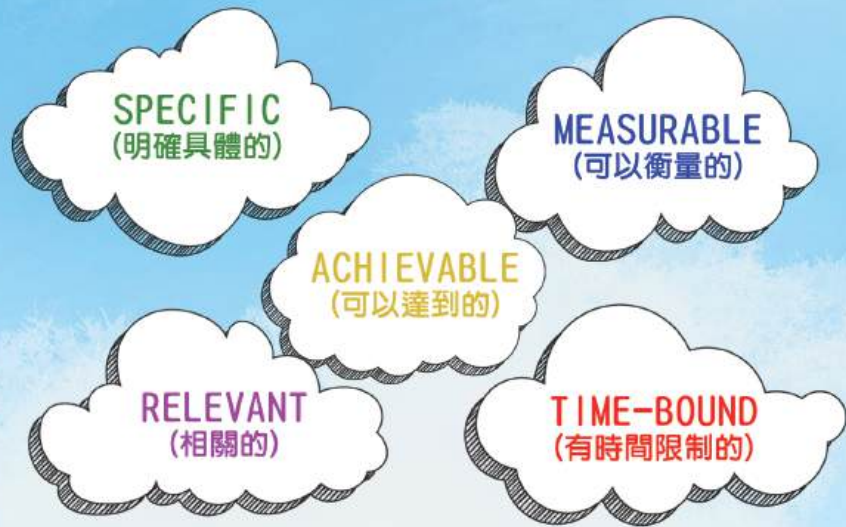 SPECIFIC
(明確具體的)
MEASURABLE
(可以衡量的)
ACHIEVABLE
(可以達到的)
RELEVANT
(相關的)
TIME-BOUND
(有時間限制的)